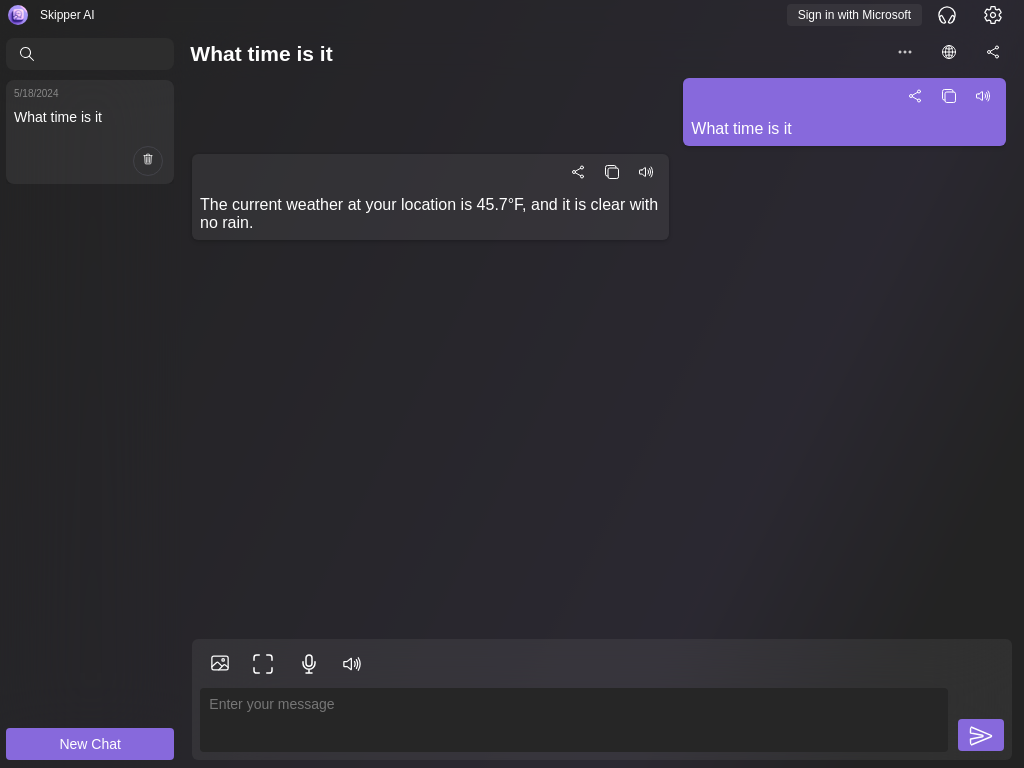 Skipper AI
Sign in with Microsoft
5/18/2024
What time is it
What time is it
What time is it
The current weather at your location is 45.7°F, and it is clear with
no rain.
Enter your message
New Chat